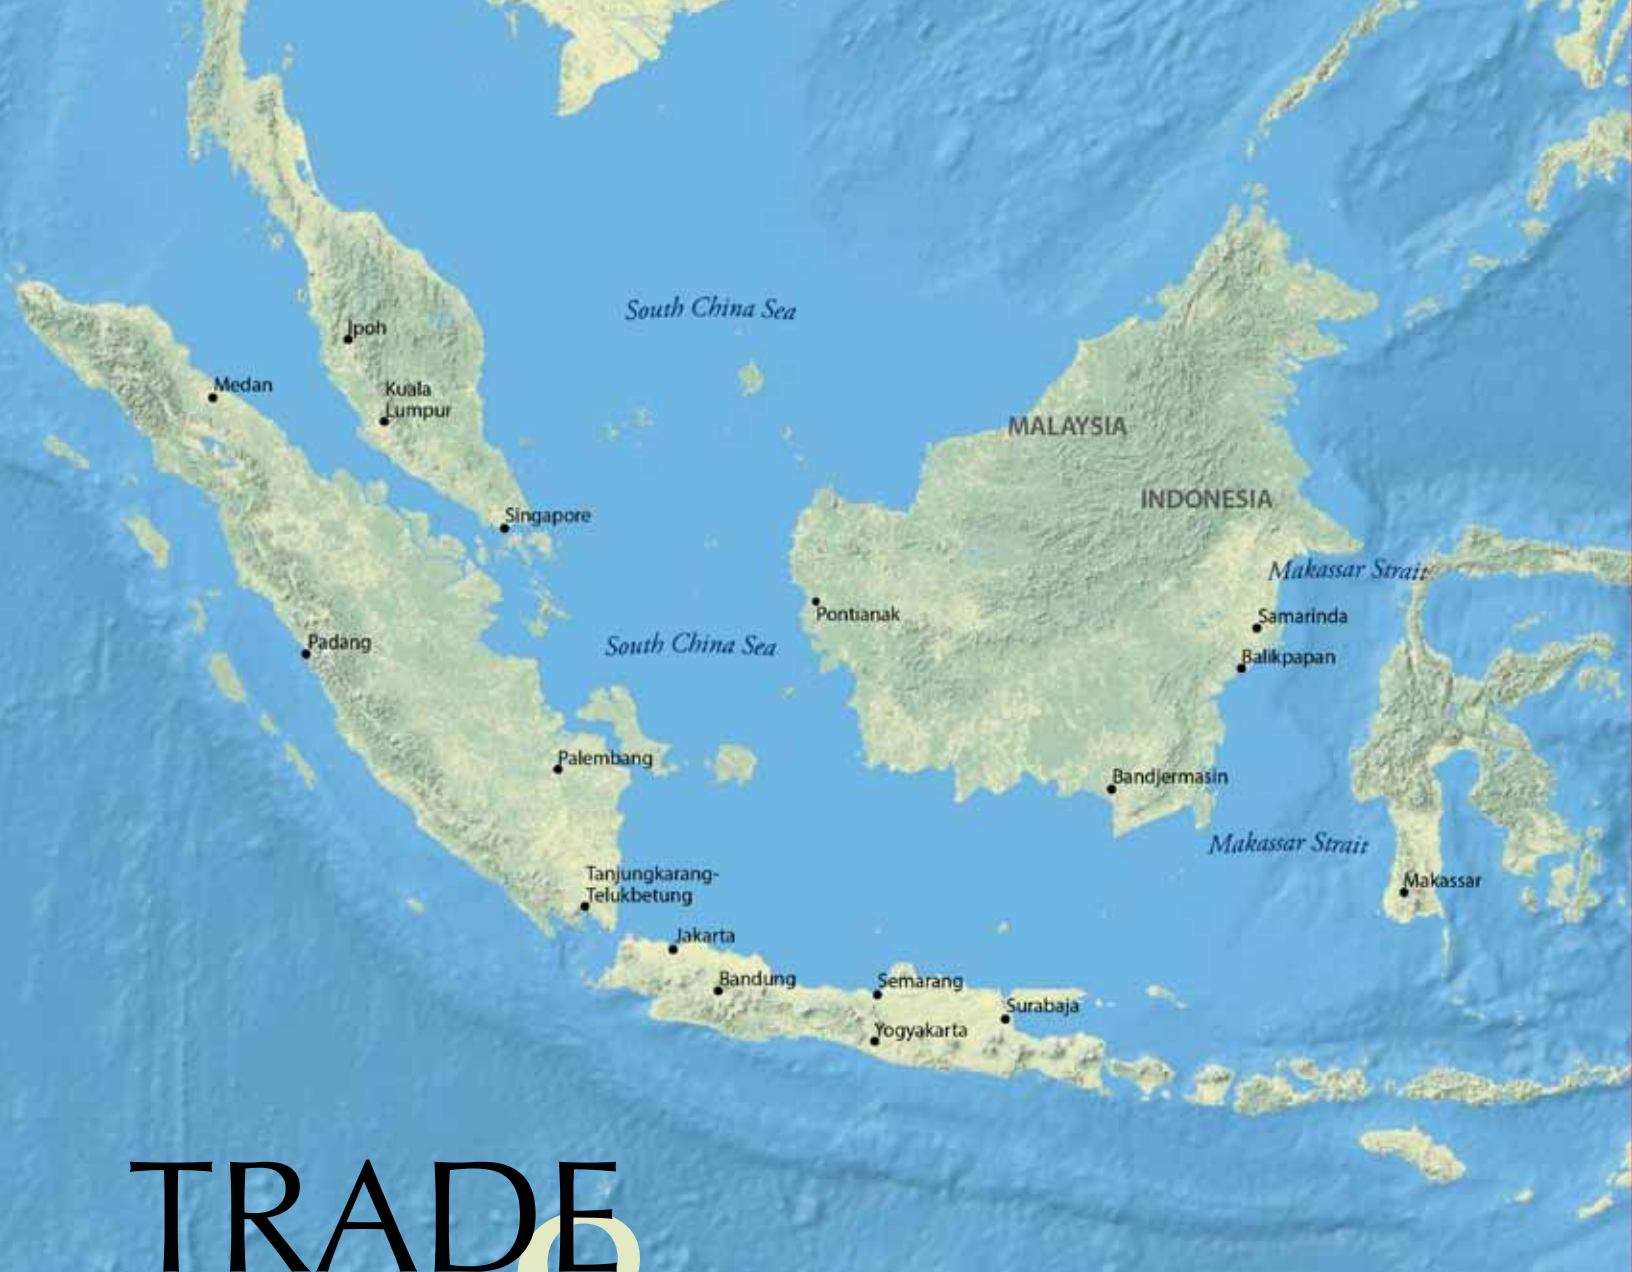 South China Sea
Ipoh
Medan
Kuala
Lumpur
MALAYSIA
INDONESIA
Singapore
Makassar Strait
Pontianak
Samarinda
Padang
South China Sea
Balikpapan
Palembang
Bandjermasin
Makassar Strait
Tanjungkarang-
Telukbetung
Makassar
Jakarta
Bandung
Semarang
Surabaja
Yogyakarta
TRADE